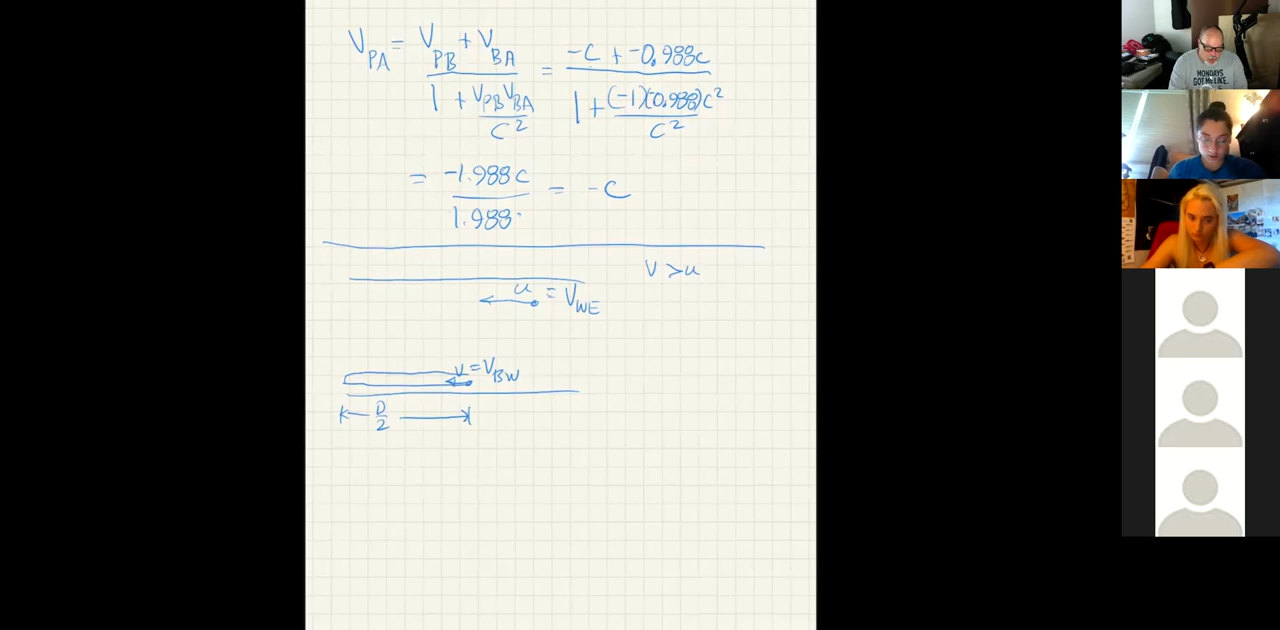 V_PA = (V_PB + V_BA) / (1 + V_PB V_BA / C²) = (-C + -0.988C) / (1 + (-1)(-0.988)C² / C²)
= -1.988C / 1.988 = -C
V > u
u = V_WE
v = V_BW
D/2
MONDAYS